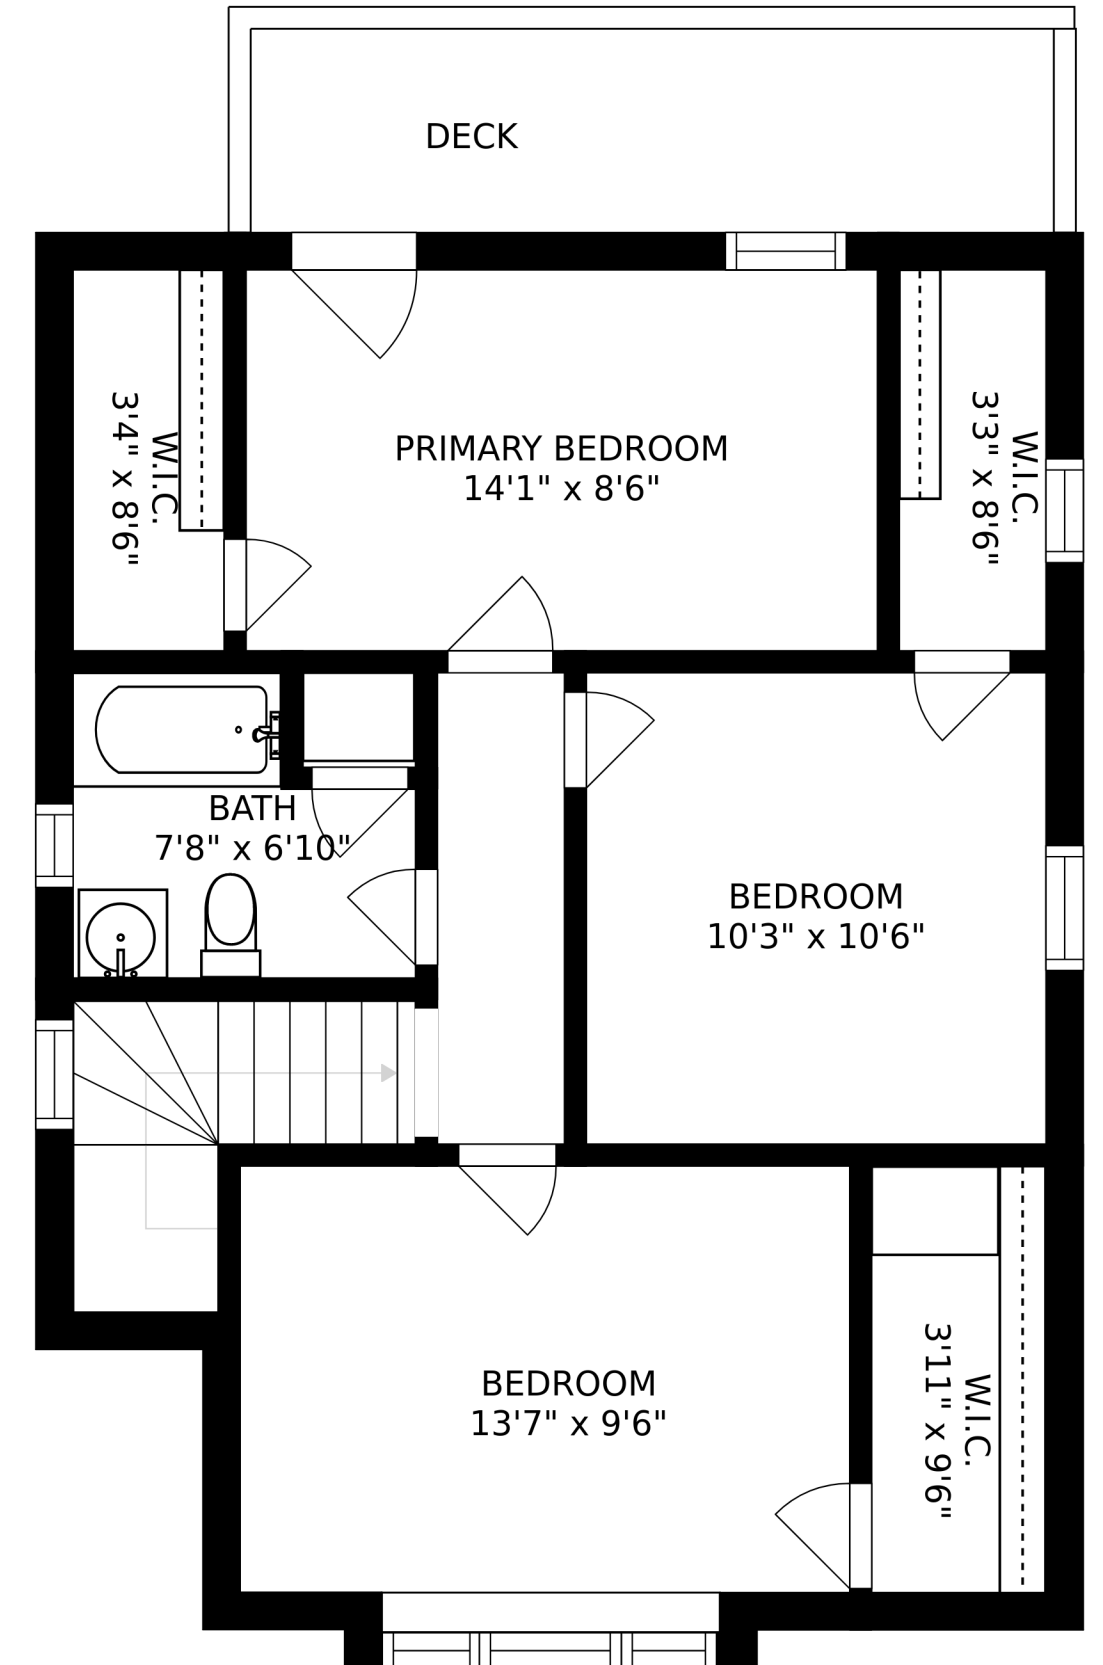 DECK
PRIMARY BEDROOM
14'1" x 8'6"
W.I.C.
3'4" x 8'6"
W.I.C.
3'3" x 8'6"
BATH
7'8" x 6'10"
BEDROOM
10'3" x 10'6"
BEDROOM
13'7" x 9'6"
W.I.C.
3'11" x 9'6"